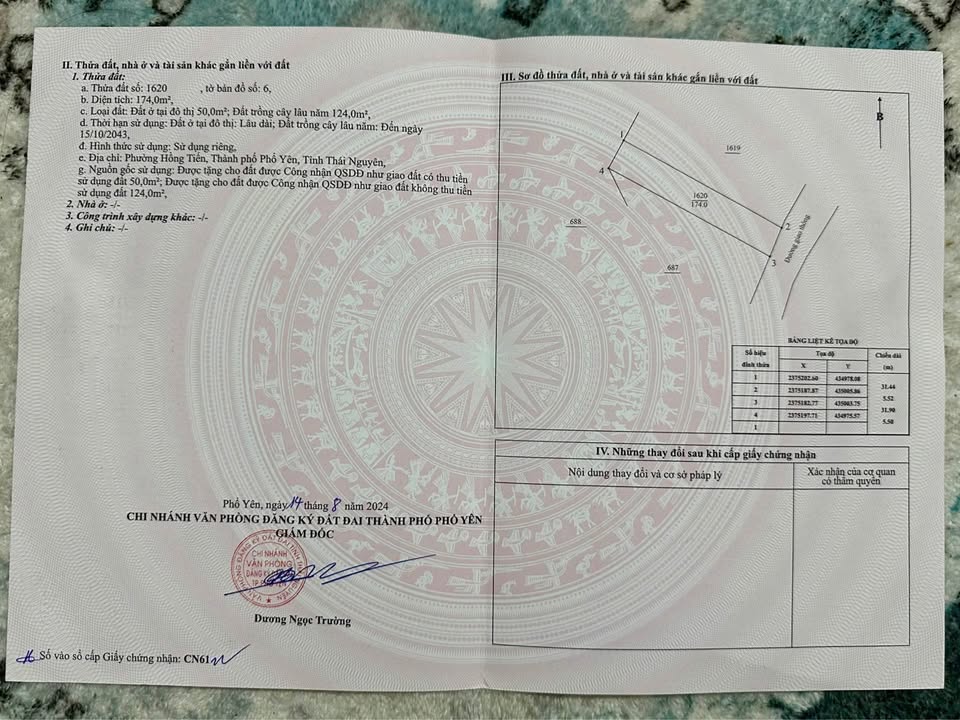 II. Thửa đất, nhà ở và tài sản khác gắn liền với đất
1. Thửa đất:
a. Thửa đất số: 1620 , tờ bản đồ số: 6,
b. Diện tích: 174,0m²,
c. Loại đất: Đất ở tại đô thị 50,0m²; Đất trồng cây lâu năm 124,0m²,
d. Thời hạn sử dụng: Đất ở tại đô thị: Lâu dài; Đất trồng cây lâu năm: Đến ngày
15/10/2043,
đ. Hình thức sử dụng: Sử dụng riêng,
e. Địa chỉ: Phường Hồng Tiến, Thành phố Phổ Yên, Tỉnh Thái Nguyên,
g. Nguồn gốc sử dụng: Được tặng cho đất được Công nhận QSDĐ như giao đất có thu tiền
sử dụng đất 50,0m²; Được tặng cho đất được Công nhận QSDĐ như giao đất không thu tiền
sử dụng đất 124,0m²,
2. Nhà ở: -/-
3. Công trình xây dựng khác: -/-
4. Ghi chú: -/-
Phổ Yên, ngày 14 tháng 8 năm 2024
CHI NHÁNH VĂN PHÒNG ĐĂNG KÝ ĐẤT ĐAI THÀNH PHỐ PHỔ YÊN
GIÁM ĐỐC
CHI NHÁNH
VĂN PHÒNG
Dương Ngọc Trường
Số vào sổ cấp Giấy chứng nhận: CN61
III. Sơ đồ thửa đất, nhà ở và tài sản khác gắn liền với đất
B
1
1619
4
1620
174.0
688
2
Đường giao thông
3
687
BẢNG LIỆT KÊ TỌA ĐỘ
Số hiệu đỉnh thửa Tọa độ Chiều dài (m)
X Y
1 2375202.60 434978.08
31.44
2 2375187.87 435005.86
5.52
3 2375182.77 435003.75
31.90
4 2375197.71 434975.57
5.50
1
IV. Những thay đổi sau khi cấp giấy chứng nhận
Nội dung thay đổi và cơ sở pháp lý
Xác nhận của cơ quan
có thẩm quyền